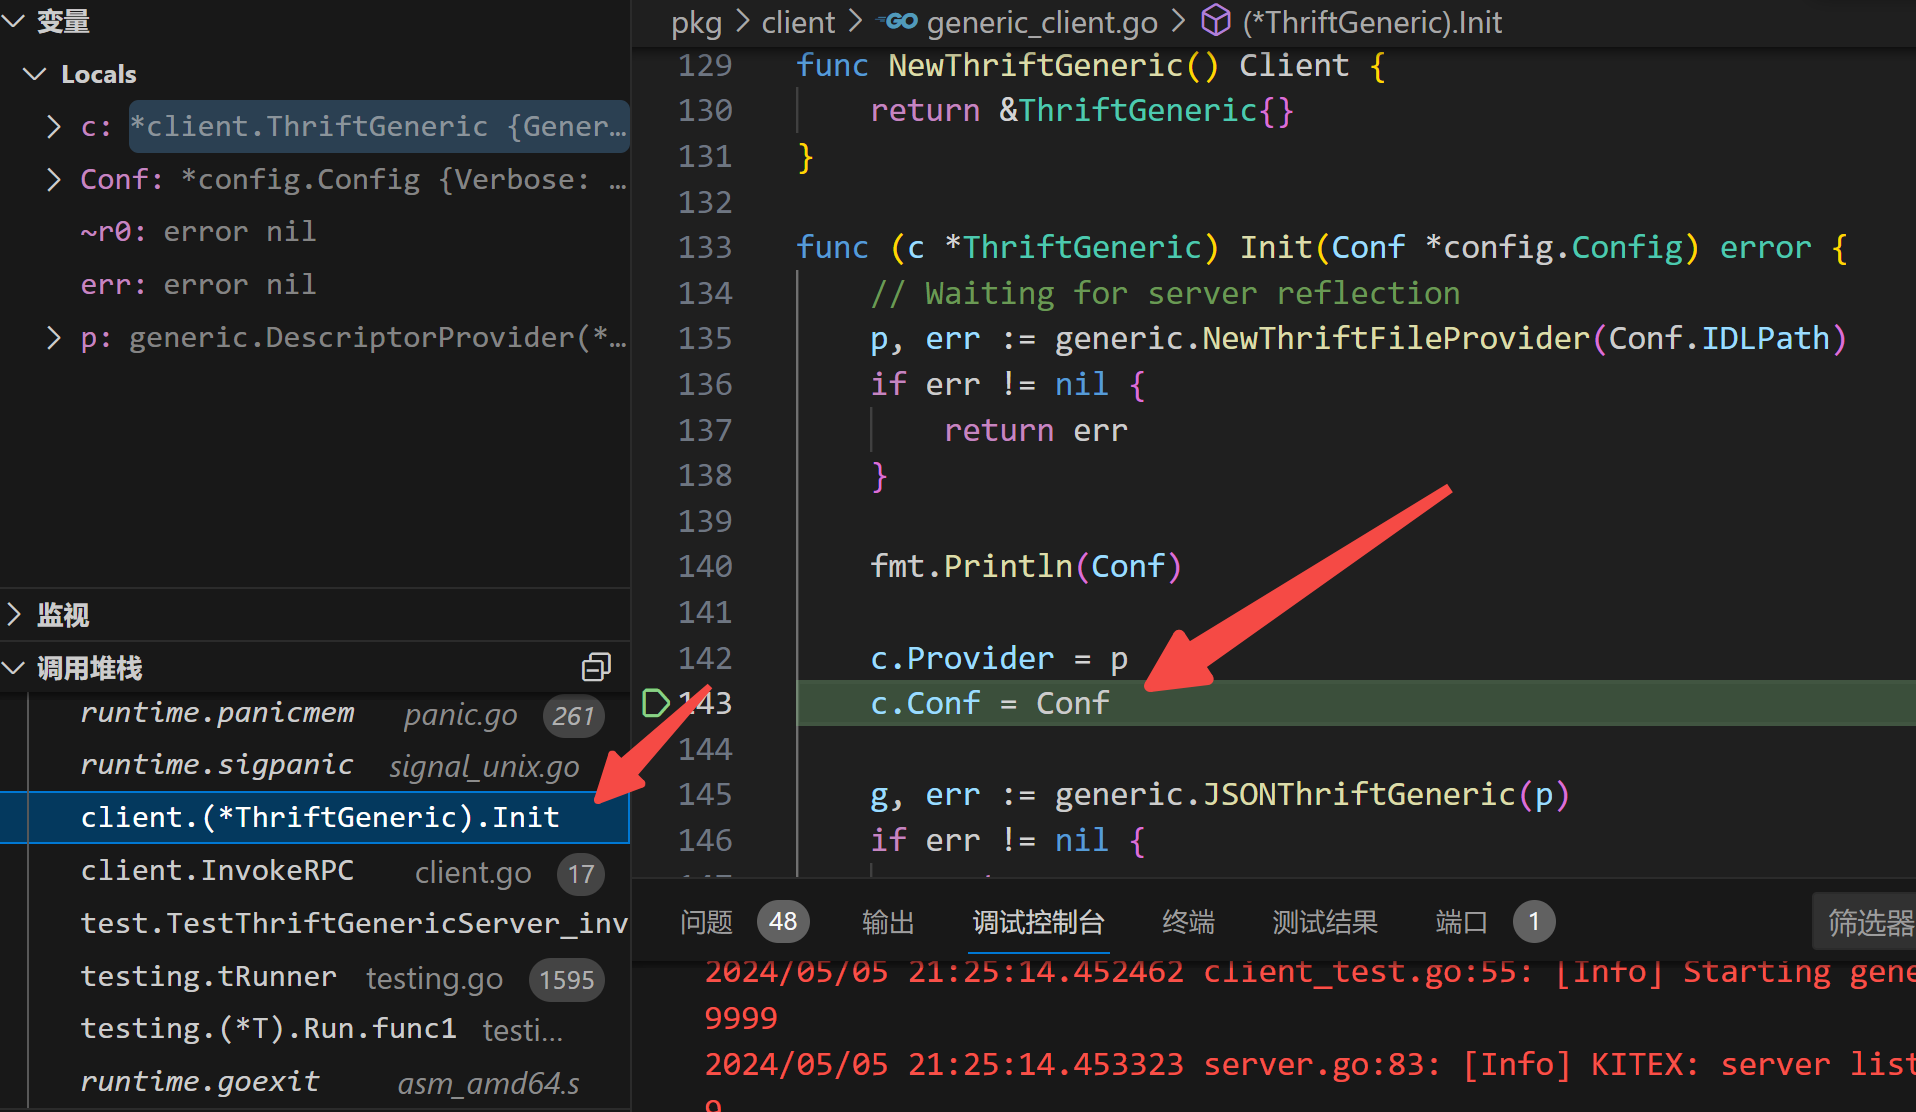 变量
Locals
c: *client.ThriftGeneric {Gener…
Conf: *config.Config {Verbose: …
~r0: error nil
err: error nil
p: generic.DescriptorProvider(*…
监视
调用堆栈
runtime.panicmem panic.go 261
runtime.sigpanic signal_unix.go
client.(*ThriftGeneric).Init
client.InvokeRPC client.go 17
test.TestThriftGenericServer_inv
testing.tRunner testing.go 1595
testing.(*T).Run.func1 testi…
runtime.goexit asm_amd64.s
pkg > client > GO generic_client.go > (*ThriftGeneric).Init
129 func NewThriftGeneric() Client {
130 return &ThriftGeneric{}
131 }
132
133 func (c *ThriftGeneric) Init(Conf *config.Config) error {
134 // Waiting for server reflection
135 p, err := generic.NewThriftFileProvider(Conf.IDLPath)
136 if err != nil {
137 return err
138 }
139
140 fmt.Println(Conf)
141
142 c.Provider = p
143 c.Conf = Conf
144
145 g, err := generic.JSONThriftGeneric(p)
146 if err != nil {
问题 48 输出 调试控制台 终端 测试结果 端口 1 筛选器
2024/05/05 21:25:14.452462 client_test.go:55: [Info] Starting gene
9999
2024/05/05 21:25:14.453323 server.go:83: [Info] KITEX: server list
9